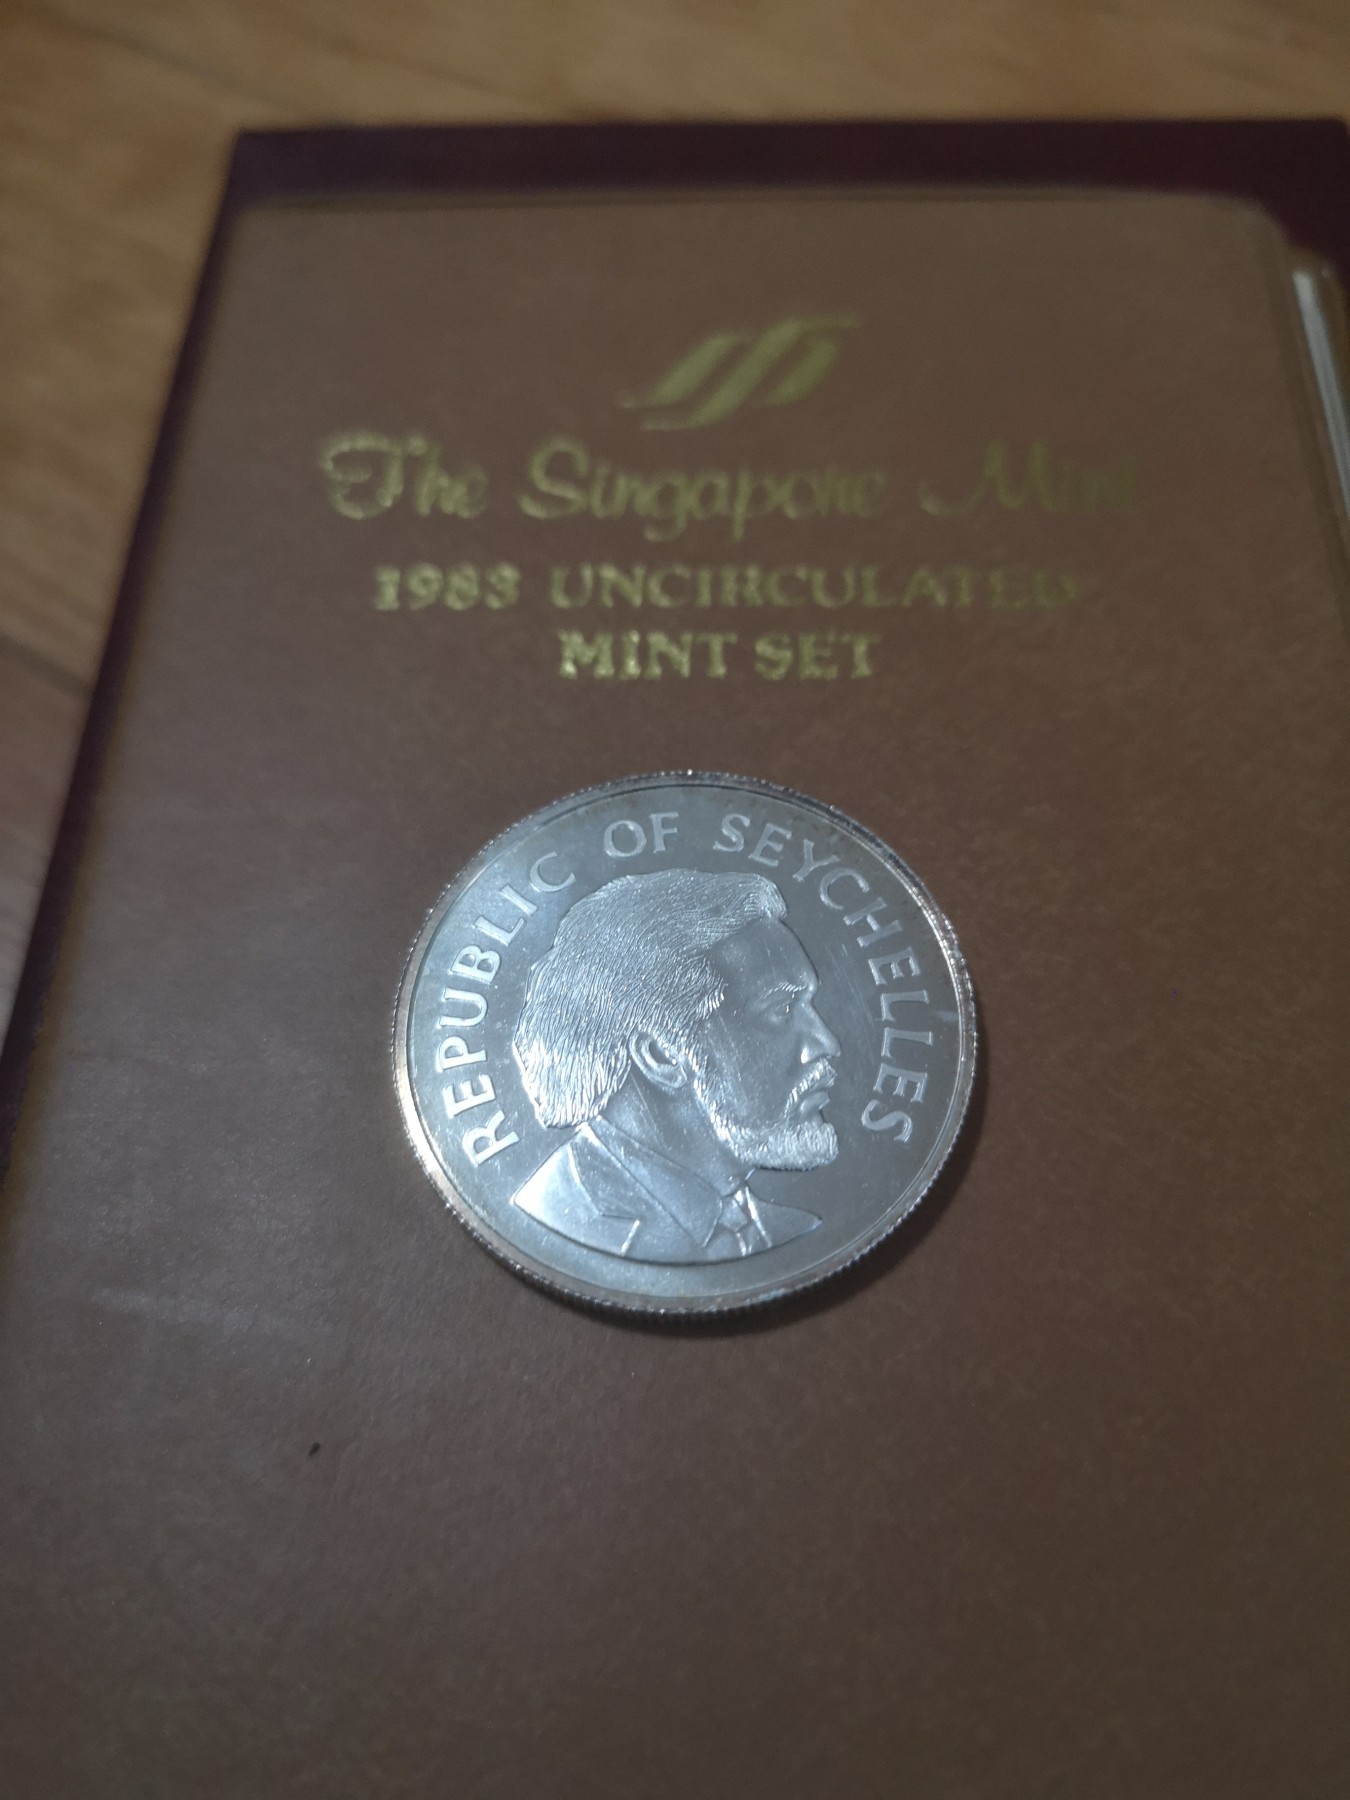 The Singapore Mint
1983 UNCIRCULATED
MINT SET
REPUBLIC OF SEYCHELLES